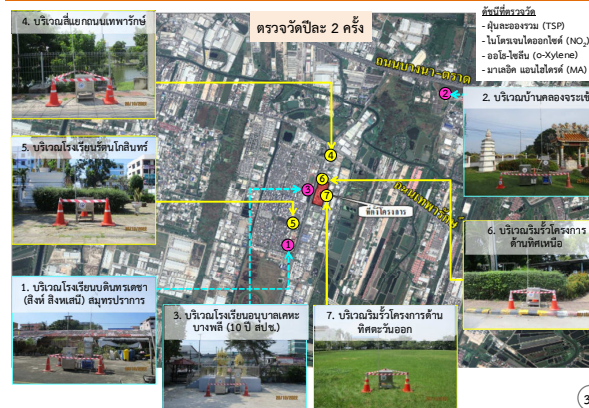 4. บริเวณสี่แยกถนนเทพารักษ์
ตรวจวัดปีละ 2 ครั้ง
ดัชนีที่ตรวจวัด
- ฝุ่นละอองรวม (TSP)
- ไนโตรเจนไดออกไซด์ (NO2)
- ออโธ-ไซลีน (o-Xylene)
- มาเลอิค แอนไฮไดรด์ (MA)
ถนนบางนา-ตราด
2
2. บริเวณบ้านคลองจระเข้
5. บริเวณโรงเรียนรัตนโกสินทร์
4
6
3
7
ถนนเทพารักษ์
ที่ตั้งโครงการ
5
1
6. บริเวณริมรั้วโครงการ
ด้านทิศเหนือ
1. บริเวณโรงเรียนบดินทรเดชา
(สิงห์ สิงหเสนี) สมุทรปราการ
3. บริเวณโรงเรียนอนุบาลเคหะ
บางพลี (10 ปี สปช.)
7. บริเวณริมรั้วโครงการด้าน
ทิศตะวันออก
3